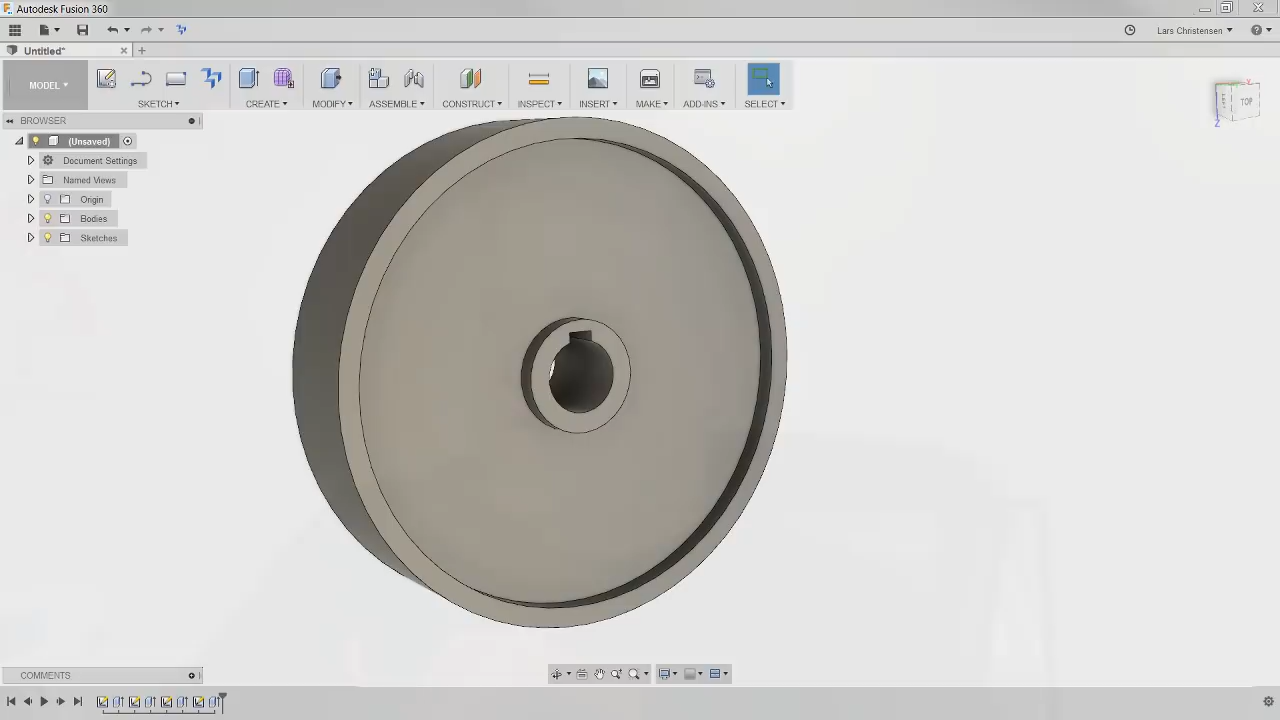 Autodesk Fusion 360
Lars Christensen
Untitled*
MODEL
SKETCH
CREATE
MODIFY
ASSEMBLE
CONSTRUCT
INSPECT
INSERT
MAKE
ADD-INS
SELECT
BROWSER
(Unsaved)
Document Settings
Named Views
Origin
Bodies
Sketches
TOP
Z
COMMENTS